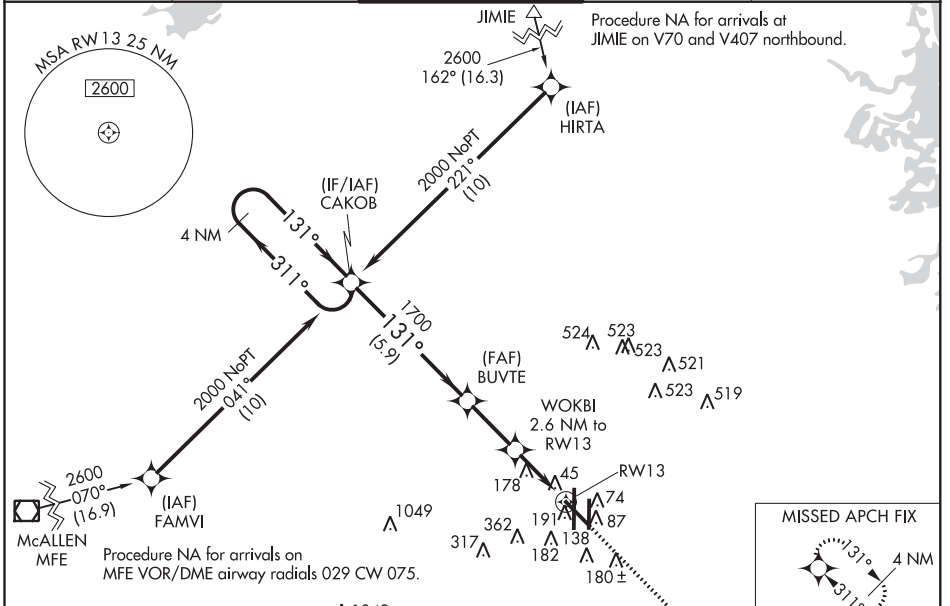 JIMIE
Procedure NA for arrivals at
JIMIE on V70 and V407 northbound.
MSA RW13 25 NM
2600
2600
162° (16.3)
(IAF)
HIRTA
2000 NoPT
221°
(10)
(IF/IAF)
CAKOB
4 NM
131°
311°
1700
131°
(5.9)
524
523
523
521
523
519
(FAF)
BUVTE
WOKBI
2.6 NM to
RW13
2000 NoPT
041°
(10)
RW13
178
45
74
191
87
2600
070°
(16.9)
(IAF)
FAMVI
McALLEN
MFE
1049
362
317
182
138
180 ±
Procedure NA for arrivals on
MFE VOR/DME airway radials 029 CW 075.
MISSED APCH FIX
131°
4 NM
311°